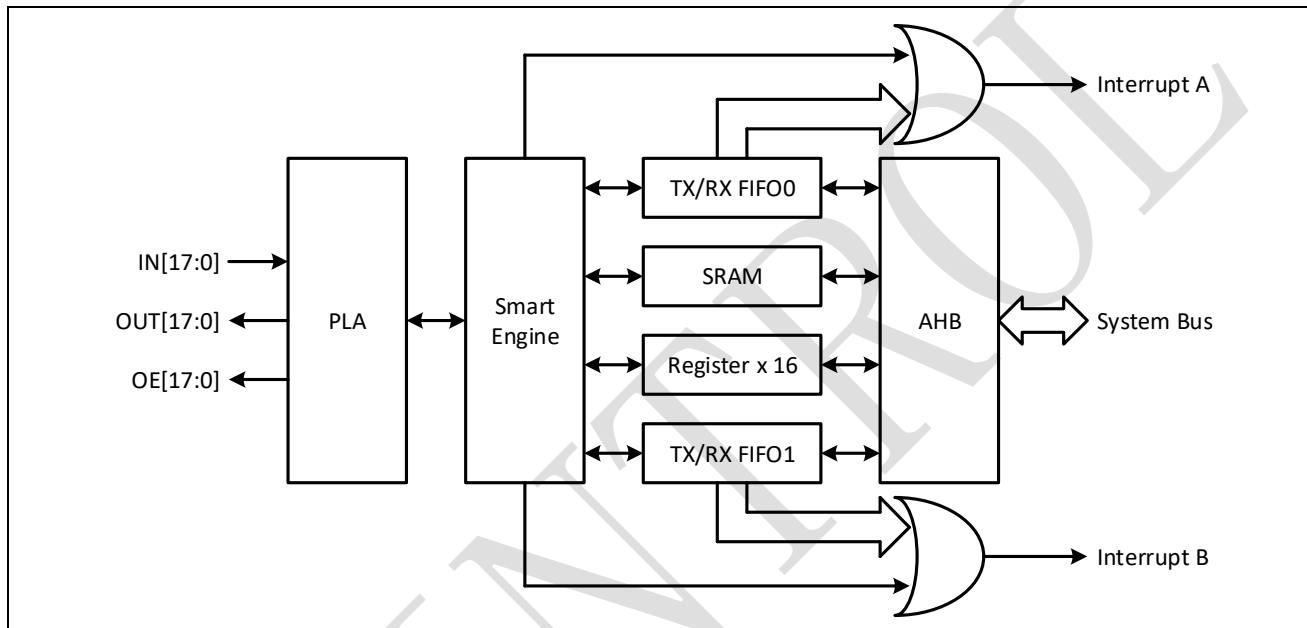 Interrupt A
TX/RX FIFO0
IN[17:0]
SRAM
OUT[17:0]
PLA
Smart
Engine
AHB
System Bus
OE[17:0]
Register x 16
TX/RX FIFO1
Interrupt B
NTROL